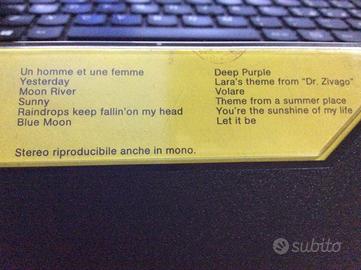 Un homme et une femme
Yesterday
Moon River
Sunny
Raindrops keep fallin'on my head
Blue Moon
Deep Purple
Lara's theme from "Dr. Zivago"
Volare
Theme from a summer place
You're the sunshine of my life
Let it be
Stereo riproducibile anche in mono.
subito